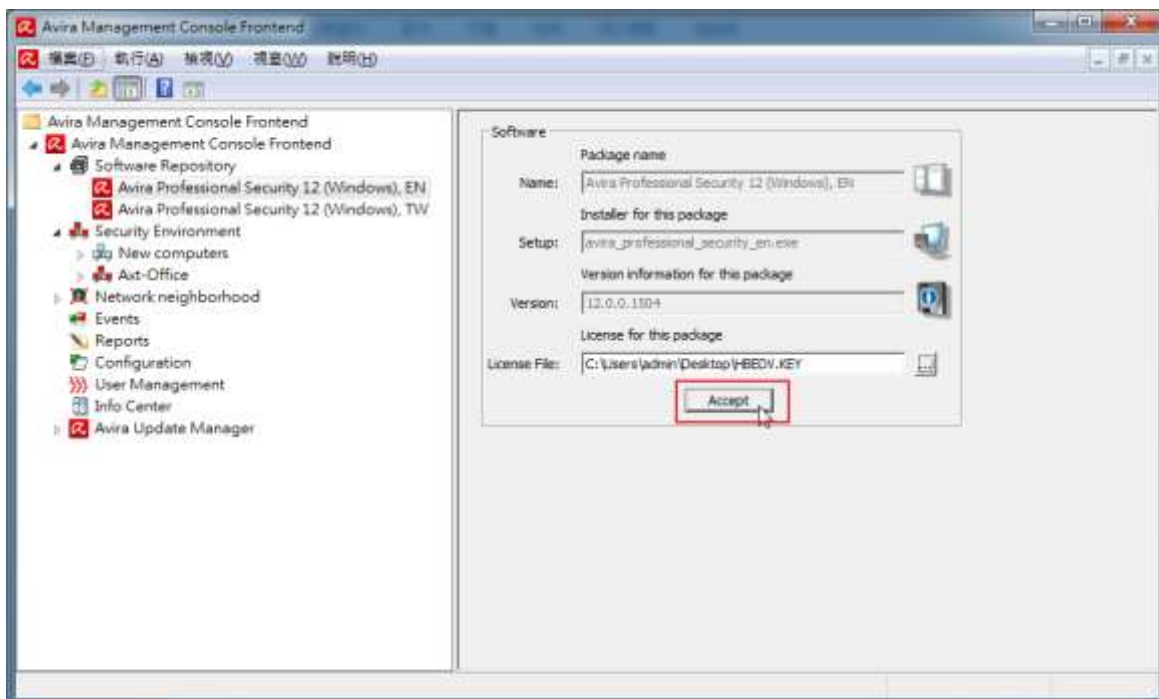 Avira Management Console Frontend
檔案(F) 執行(A) 檢視(V) 視窗(W) 說明(H)
Avira Management Console Frontend
Avira Management Console Frontend
Software Repository
Avira Professional Security 12 (Windows), EN
Avira Professional Security 12 (Windows), TW
Security Environment
New computers
Axt-Office
Network neighborhood
Events
Reports
Configuration
User Management
Info Center
Avira Update Manager
Software
Package name
Name: Avira Professional Security 12 (Windows), EN
Installer for this package
Setup: avira_professional_security_en.exe
Version information for this package
Version: 12.0.0.1504
License for this package
License File: C:\Users\admin\Desktop\HBEDV.KEY
...
Accept